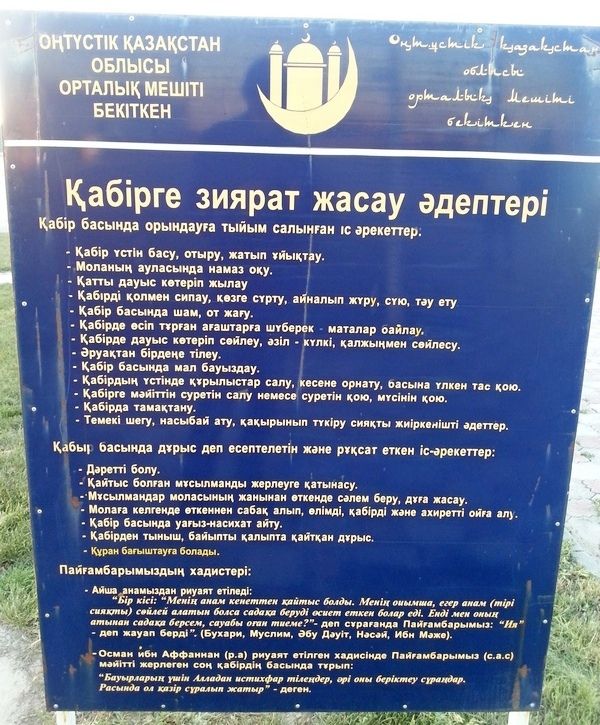 ОҢТҮСТІК ҚАЗАҚСТАН
ОБЛЫСЫ
ОРТАЛЫҚ МЕШІТІ
БЕКІТКЕН
Оңтүстік қазақстан
облысы
орталық мешіті
бекіткен
Қабірге зиярат жасау әдептері
Қабір басында орындауға тыйым салынған іс әрекеттер:
- Қабір үстін басу, отыру, жатып ұйықтау.
- Моланың ауласында намаз оқу.
- Қатты дауыс көтеріп жылау
- Қабірді қолмен сипау, көзге сүрту, айналып жүру, сүю, тәу ету
- Қабір басында шам, от жағу.
- Қабірде өсіп тұрған ағаштарға шүберек - маталар байлау.
- Қабірде дауыс көтеріп сөйлеу, әзіл - күлкі, қалжыңмен сөйлесу.
- Әруақтан бірдеңе тілеу.
- Қабір басында мал бауыздау.
- Қабірдың үстінде құрылыстар салу, кесене орнату, басына үлкен тас қою.
- Қабірге мәйіттін суретін салу немесе суретін қою, мүсінін қою.
- Қабірда тамақтану.
- Темекі шегу, насыбай ату, қақырынып түкіру сияқты жиіркенішті әдеттер.
Қабыр басында дұрыс деп есептелетін және рұқсат еткен іс-әрекеттер:
- Дәретті болу.
- Қайтыс болған мұсылманды жерлеуге қатынасу.
- Мұсылмандар моласының жанынан өткенде сәлем беру, дұға жасау.
- Молаға келгенде өткеннен сабақ алып, өлімді, қабірді және ахиретті ойға алу.
- Қабір басында уағыз-насихат айту.
- Қабірден тыныш, байыпты қалыпта қайтқан дұрыс.
- Құран бағыштауға болады.
Пайғамбарымыздың хадистері:
- Айша анамыздан риуаят етіледі:
"Бір кісі: "Менің анам кенеттен қайтыс болды. Менің ойымша, егер анам (тірі
сияқты) сөйлей алатын болса садақа беруді өсиет еткен болар еді. Енді мен оның
атынан садақа берсем, сауабы оған тиеме?"- деп сұрағанда Пайғамбарымыз: "Ия"
- деп жауап берді". (Бухари, Муслим, Әбу Дәуіт, Нәсәй, Ибн Мәже).
- Осман ибн Аффаннан (р.а) риуаят етілген хадисінде Пайғамбарымыз (с.а.с)
мәйітті жерлеген соң қабірдің басында тұрып:
"Бауырларың үшін Алладан истихфар тілеңдер, әрі оны беріктеу сұраңдар.
Расында ол қазір сұралып жатыр" - деген.